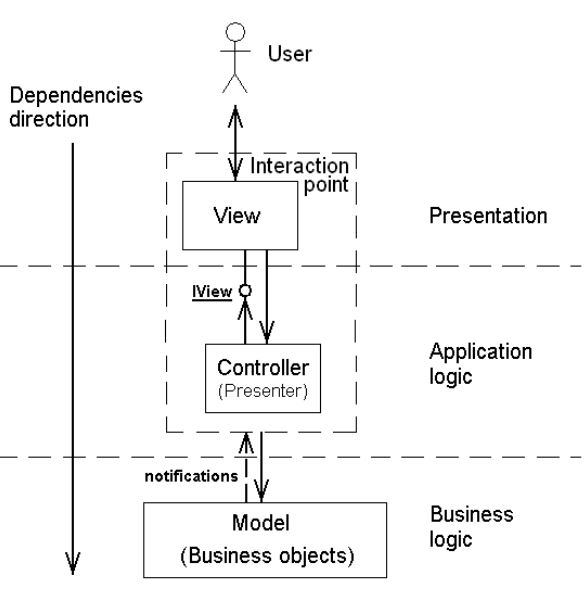 User
Dependencies
direction
Interaction
point
View
Presentation
IView
Controller
(Presenter)
Application
logic
notifications
Model
(Business objects)
Business
logic